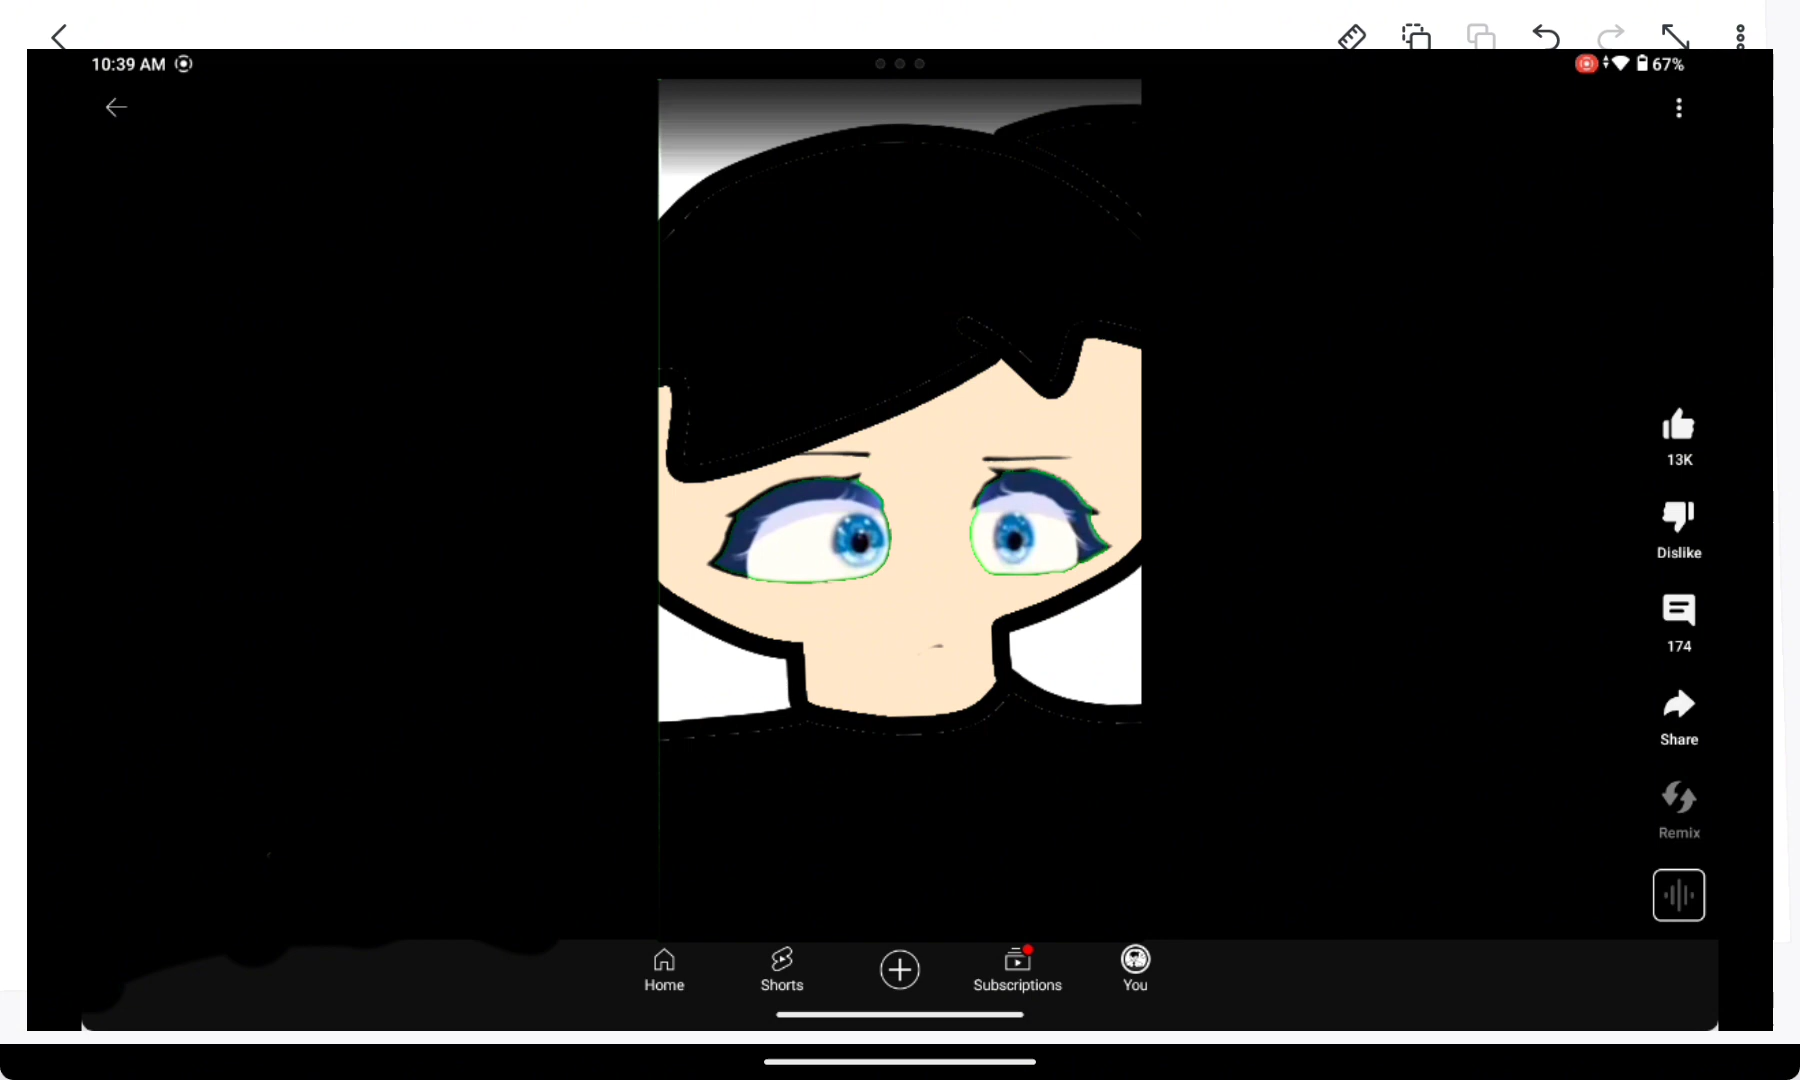 10:39 AM
67%
13K
Dislike
174
Share
Remix
Home
Shorts
Subscriptions
You